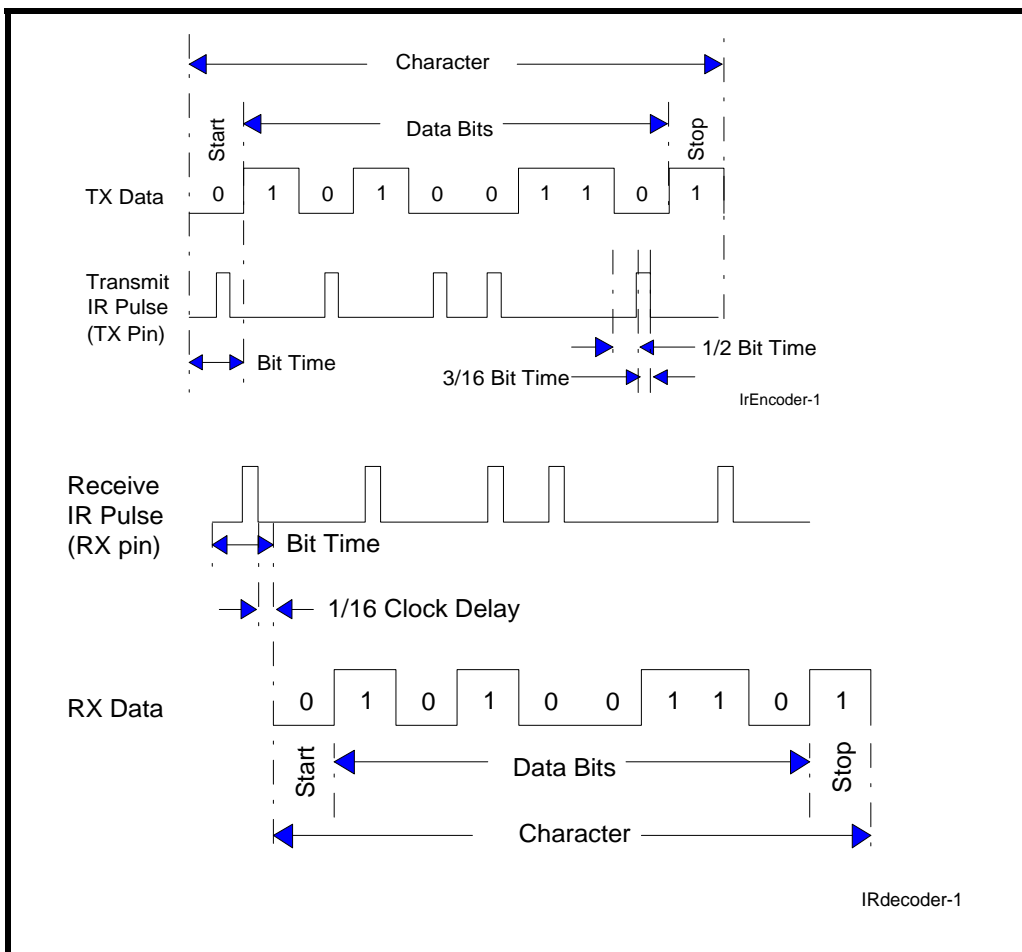 Character
Start
Data Bits
Stop
TX Data
0 1 0 1 0 0 1 1 0 1
Transmit
IR Pulse
(TX Pin)
Bit Time
1/2 Bit Time
3/16 Bit Time
IrEncoder-1
Receive
IR Pulse
(RX pin)
Bit Time
1/16 Clock Delay
RX Data
0 1 0 1 0 0 1 1 0 1
Start
Data Bits
Stop
Character
IRdecoder-1